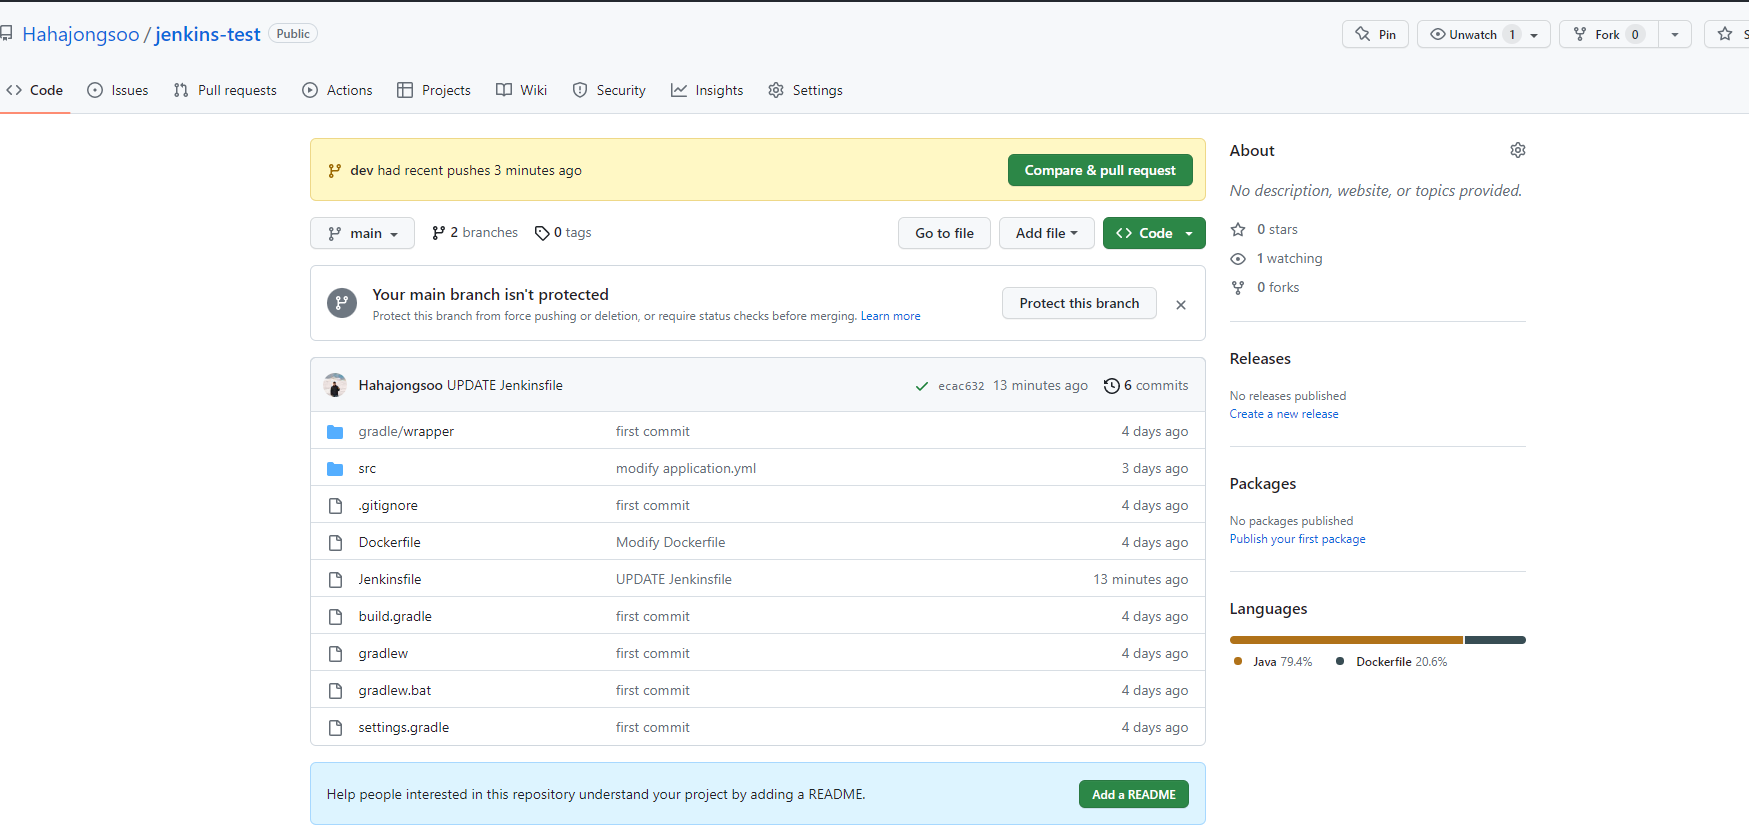 Hahajongsoo / jenkins-test Public Pin Unwatch 1 Fork 0
Code Issues Pull requests Actions Projects Wiki Security Insights Settings
dev had recent pushes 3 minutes ago Compare & pull request
main 2 branches 0 tags Go to file Add file Code
Your main branch isn't protected
Protect this branch from force pushing or deletion, or require status checks before merging. Learn more
Protect this branch
Hahajongsoo UPDATE Jenkinsfile ecac632 13 minutes ago 6 commits
gradle/wrapper first commit 4 days ago
src modify application.yml 3 days ago
.gitignore first commit 4 days ago
Dockerfile Modify Dockerfile 4 days ago
Jenkinsfile UPDATE Jenkinsfile 13 minutes ago
build.gradle first commit 4 days ago
gradlew first commit 4 days ago
gradlew.bat first commit 4 days ago
settings.gradle first commit 4 days ago
Help people interested in this repository understand your project by adding a README. Add a README
About
No description, website, or topics provided.
0 stars
1 watching
0 forks
Releases
No releases published
Create a new release
Packages
No packages published
Publish your first package
Languages
Java 79.4% Dockerfile 20.6%